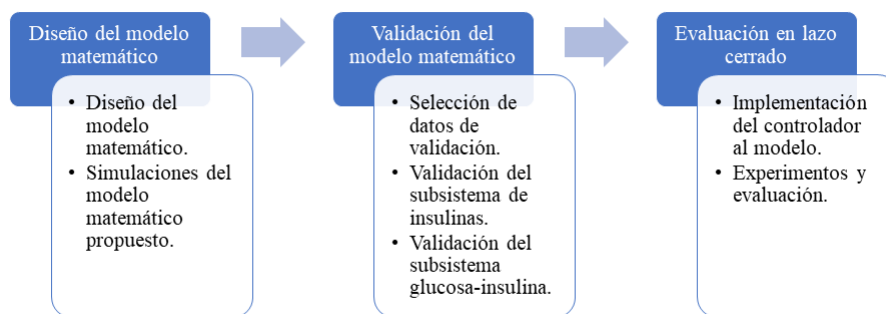 Diseño del modelo
matemático
• Diseño del
modelo
matemático.
• Simulaciones del
modelo
matemático
propuesto.
Validación del
modelo matemático
• Selección de
datos de
validación.
• Validación del
subsistema de
insulinas.
• Validación del
subsistema
glucosa-insulina.
Evaluación en lazo
cerrado
• Implementación
del controlador
al modelo.
• Experimentos y
evaluación.